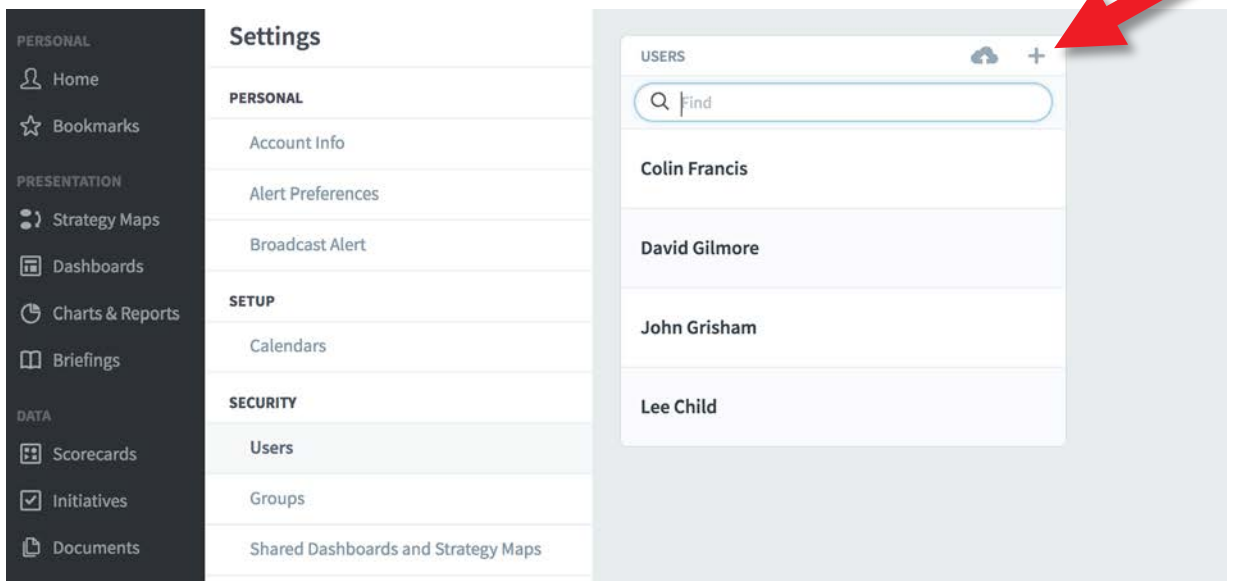 PERSONAL
Home
Bookmarks
PRESENTATION
Strategy Maps
Dashboards
Charts & Reports
Briefings
DATA
Scorecards
Initiatives
Documents
Settings
PERSONAL
Account Info
Alert Preferences
Broadcast Alert
SETUP
Calendars
SECURITY
Users
Groups
Shared Dashboards and Strategy Maps
USERS
Find
Colin Francis
David Gilmore
John Grisham
Lee Child